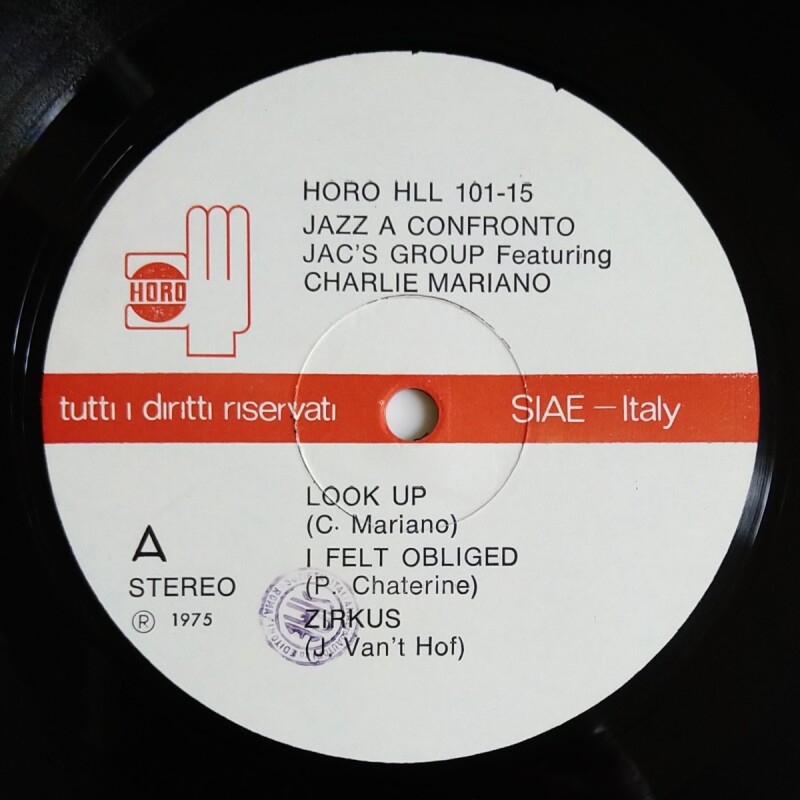 HORO HLL 101-15
JAZZ A CONFRONTO
JAC'S GROUP Featuring
CHARLIE MARIANO
HORO
tutti i diritti riservati
SIAE — Italy
LOOK UP
(C. Mariano)
I FELT OBLIGED
(P. Chaterine)
ZIRKUS
(J. Van't Hof)
A
STEREO
Ⓡ 1975